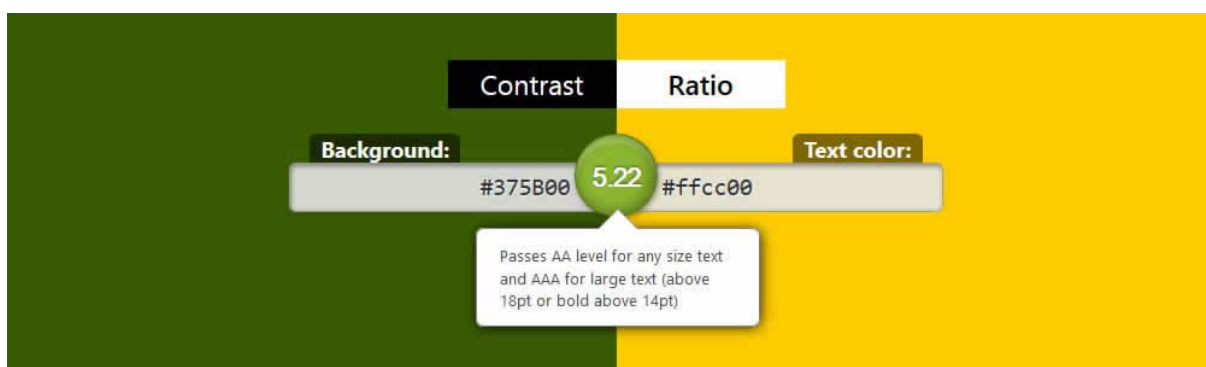 Contrast Ratio
Background: Text color:
#375B00 5.22 #ffcc00
Passes AA level for any size text
and AAA for large text (above
18pt or bold above 14pt)